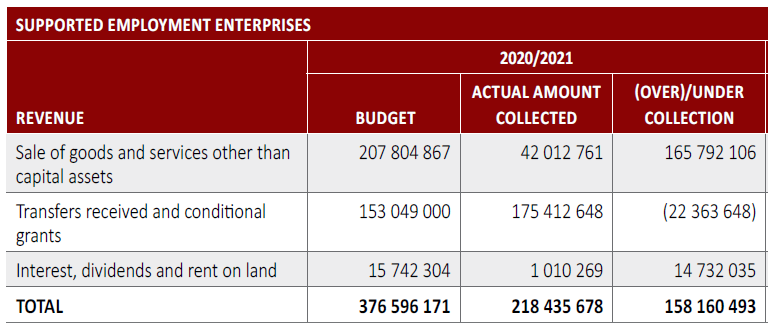 SUPPORTED EMPLOYMENT ENTERPRISES
2020/2021
REVENUE BUDGET ACTUAL AMOUNT COLLECTED (OVER)/UNDER COLLECTION
Sale of goods and services other than capital assets 207 804 867 42 012 761 165 792 106
Transfers received and conditional grants 153 049 000 175 412 648 (22 363 648)
Interest, dividends and rent on land 15 742 304 1 010 269 14 732 035
TOTAL 376 596 171 218 435 678 158 160 493